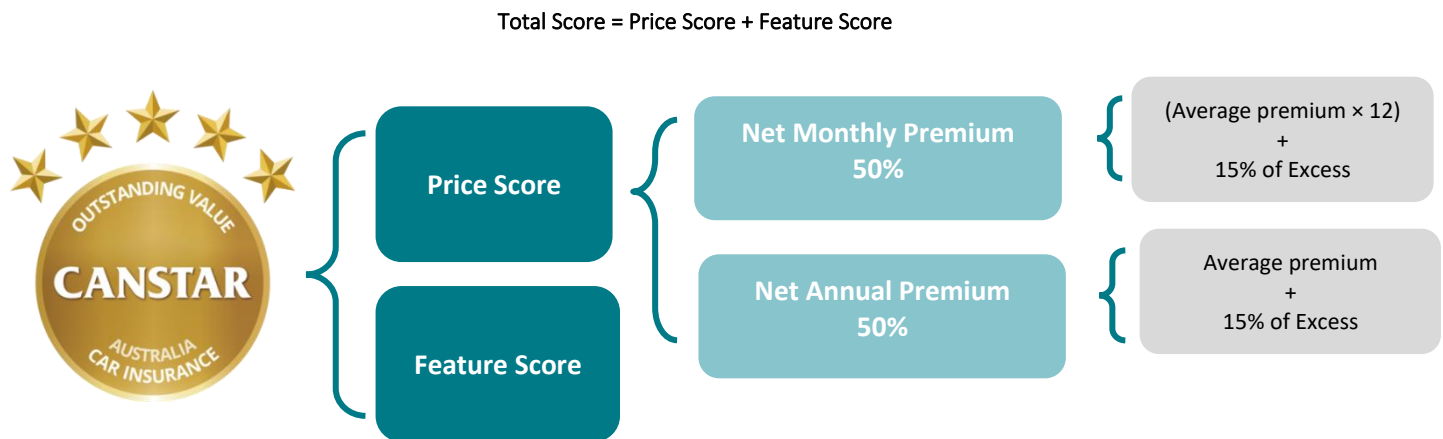 Total Score = Price Score + Feature Score
OUTSTANDING VALUE
CANSTAR
AUSTRALIA
CAR INSURANCE
Price Score
Feature Score
Net Monthly Premium
50%
Net Annual Premium
50%
(Average premium × 12)
+
15% of Excess
Average premium
+
15% of Excess